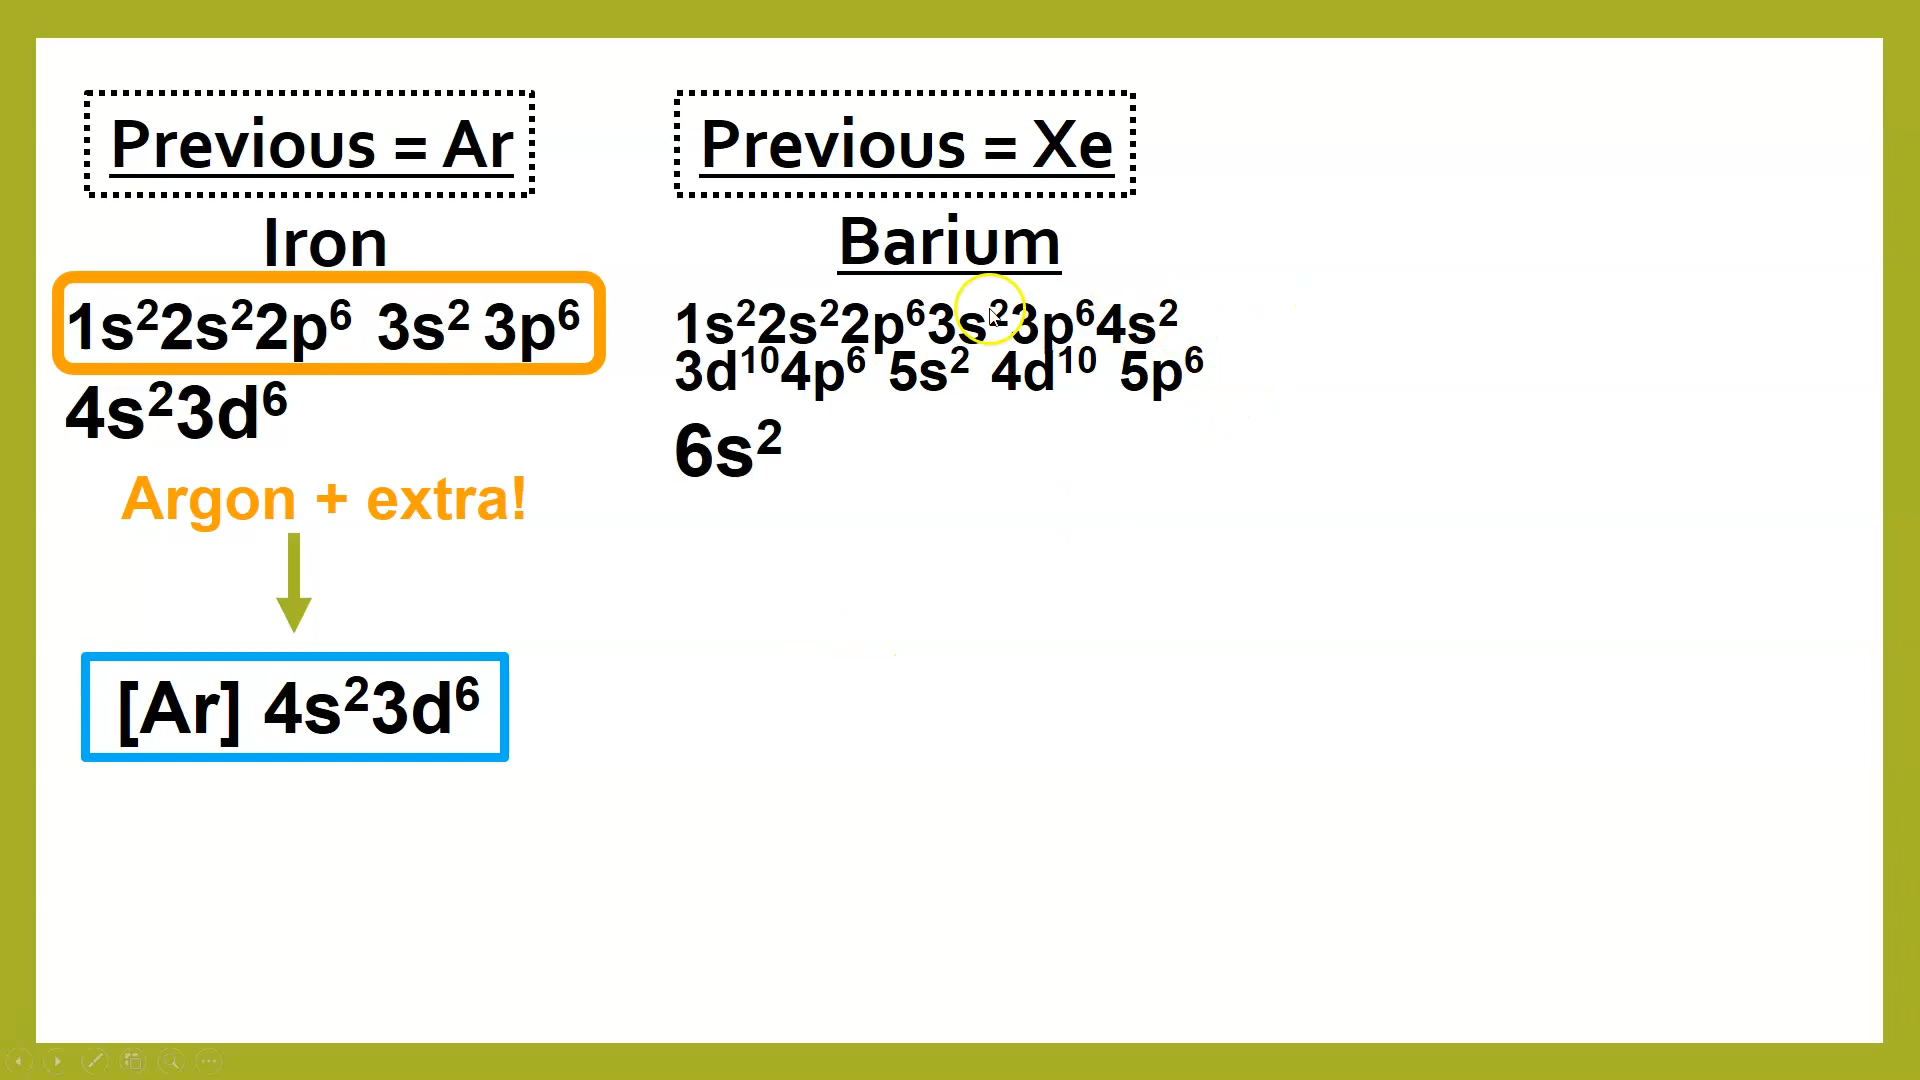 Previous = Ar
Iron
1s²2s²2p⁶ 3s² 3p⁶
4s²3d⁶
Argon + extra!
[Ar] 4s²3d⁶
Previous = Xe
Barium
1s²2s²2p⁶3s²3p⁶4s²
3d¹⁰4p⁶ 5s² 4d¹⁰ 5p⁶
6s²